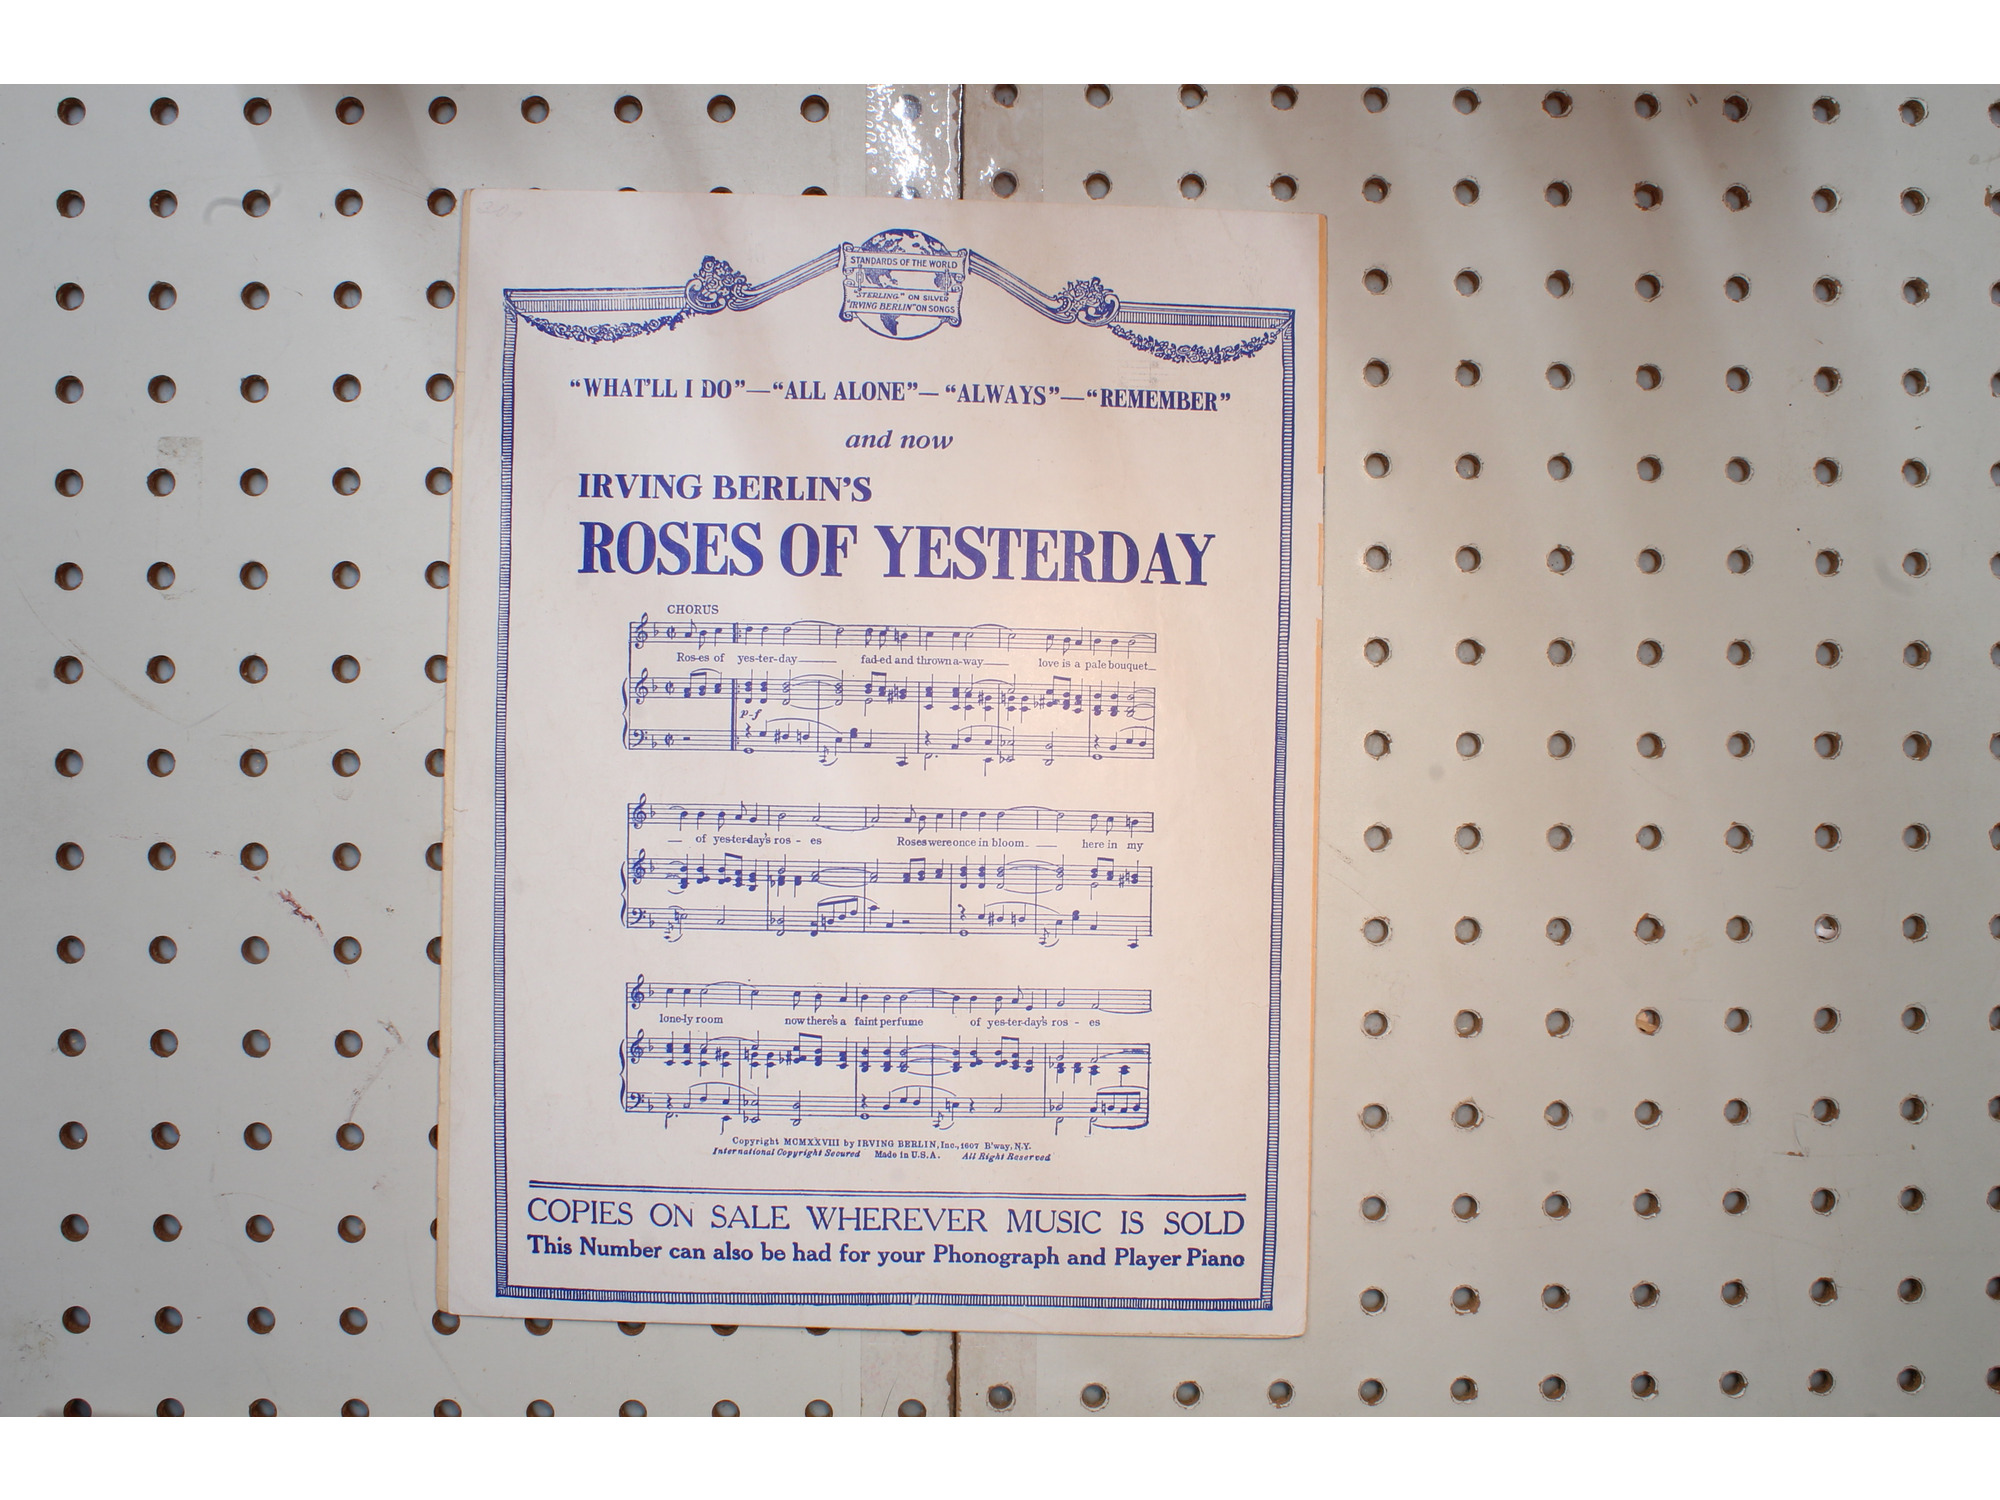 STANDARDS OF THE WORLD
"STERLING" ON SILVER
"IRVING BERLIN" ON SONGS
"WHAT'LL I DO"—"ALL ALONE"—"ALWAYS"—"REMEMBER"
and now
IRVING BERLIN'S
ROSES OF YESTERDAY
CHORUS
Ros-es of yes-ter-day fad-ed and thrown a-way love is a pale bouquet
p-f
of yes-ter-day's ros - es Roses were once in bloom here in my
lone-ly room now there's a faint perfume of yes-ter-day's ros - es
Copyright MCMXXVIII by IRVING BERLIN, Inc., 1607 B'way, N.Y.
International Copyright Secured Made in U.S.A. All Right Reserved
COPIES ON SALE WHEREVER MUSIC IS SOLD
This Number can also be had for your Phonograph and Player Piano